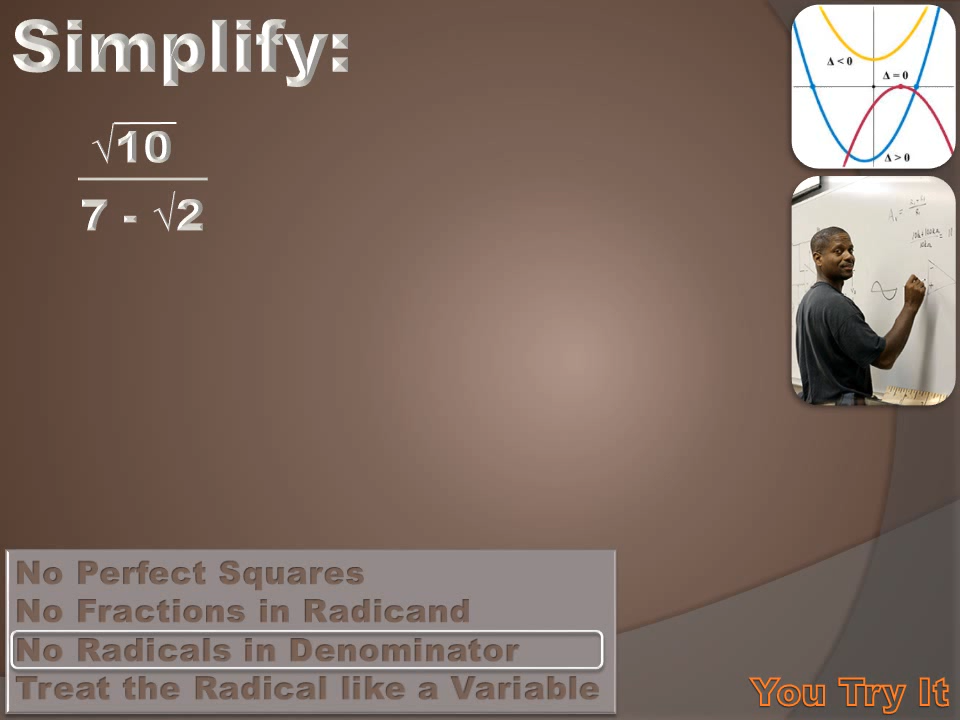 Simplify:
√10
7 - √2
Δ < 0
Δ = 0
Δ > 0
No Perfect Squares
No Fractions in Radicand
No Radicals in Denominator
Treat the Radical like a Variable
You Try It